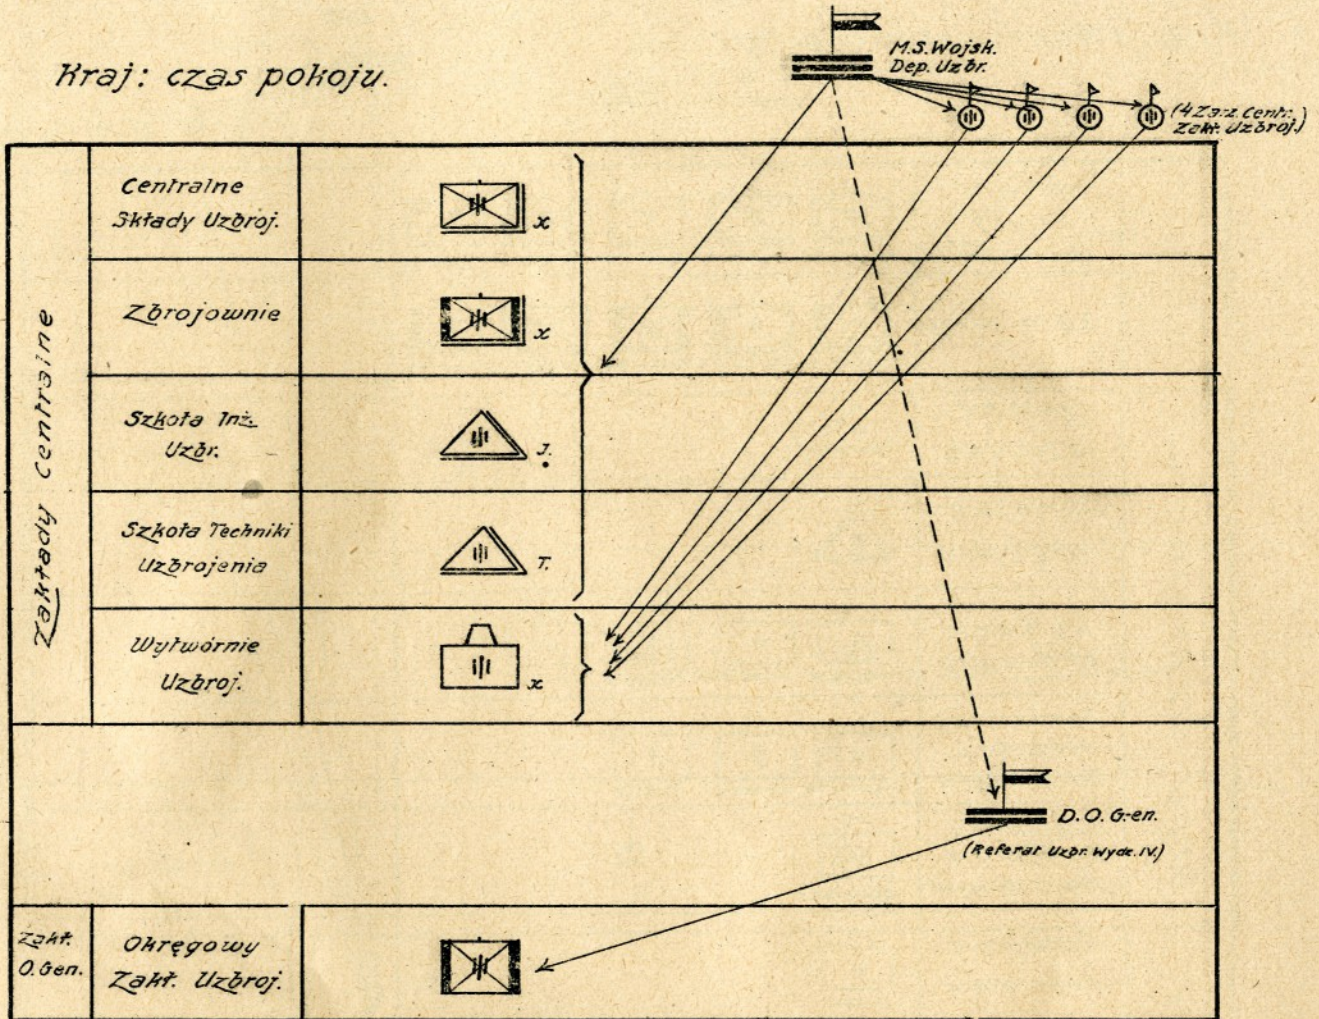 Kraj: czas pokoju.
M.S.Wojsk.
Dep. Uzbr.
(4 Zarz. Centr.
Zakł. Uzbroj.)
Zakłady Centralne
Centralne
Składy Uzbroj.
x
Zbrojownie
x
Szkoła Inż.
Uzbr.
J.
Szkoła Techniki
Uzbrojenia
T.
Wytwórnie
Uzbroj.
x
D. O. Gen.
(Referat Uzbr. Wydz. IV.)
Zakł.
O. Gen.
Okręgowy
Zakł. Uzbroj.